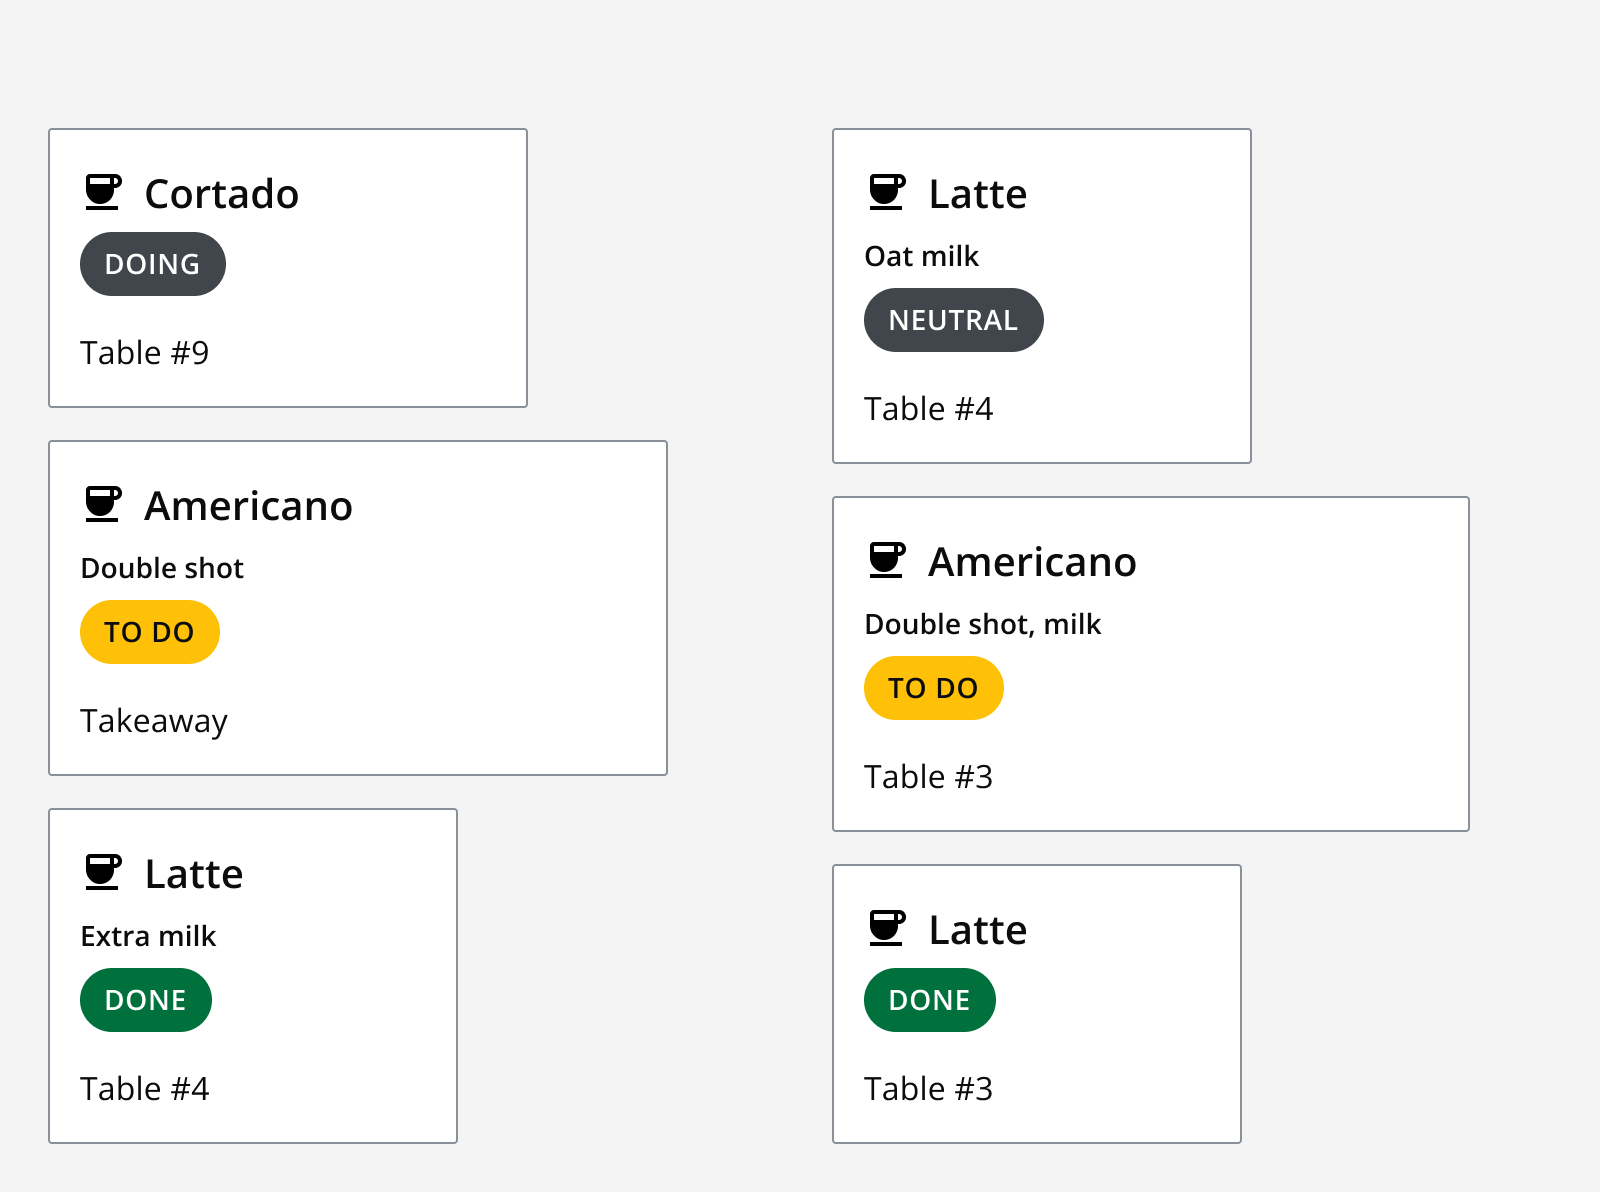 Cortado
DOING
Table #9
Americano
Double shot
TO DO
Takeaway
Latte
Extra milk
DONE
Table #4
Latte
Oat milk
NEUTRAL
Table #4
Americano
Double shot, milk
TO DO
Table #3
Latte
DONE
Table #3